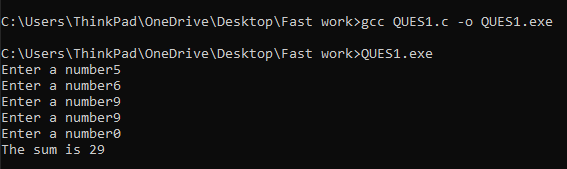 C:\Users\ThinkPad\OneDrive\Desktop\Fast work>gcc QUES1.c -o QUES1.exe
C:\Users\ThinkPad\OneDrive\Desktop\Fast work>QUES1.exe
Enter a number5
Enter a number6
Enter a number9
Enter a number9
Enter a number0
The sum is 29